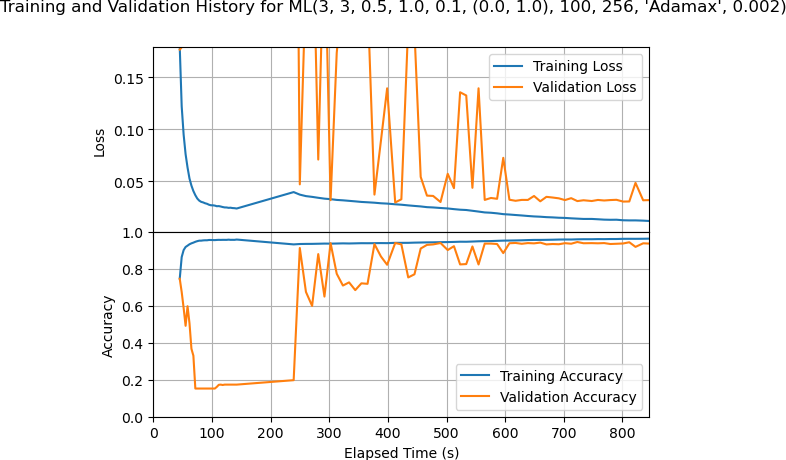 Training and Validation History for ML(3, 3, 0.5, 1.0, 0.1, (0.0, 1.0), 100, 256, 'Adamax', 0.002)
0.15
0.10
0.05
Loss
Training Loss
Validation Loss
1.0
0.8
0.6
0.4
0.2
0.0
Accuracy
Training Accuracy
Validation Accuracy
0 100 200 300 400 500 600 700 800
Elapsed Time (s)